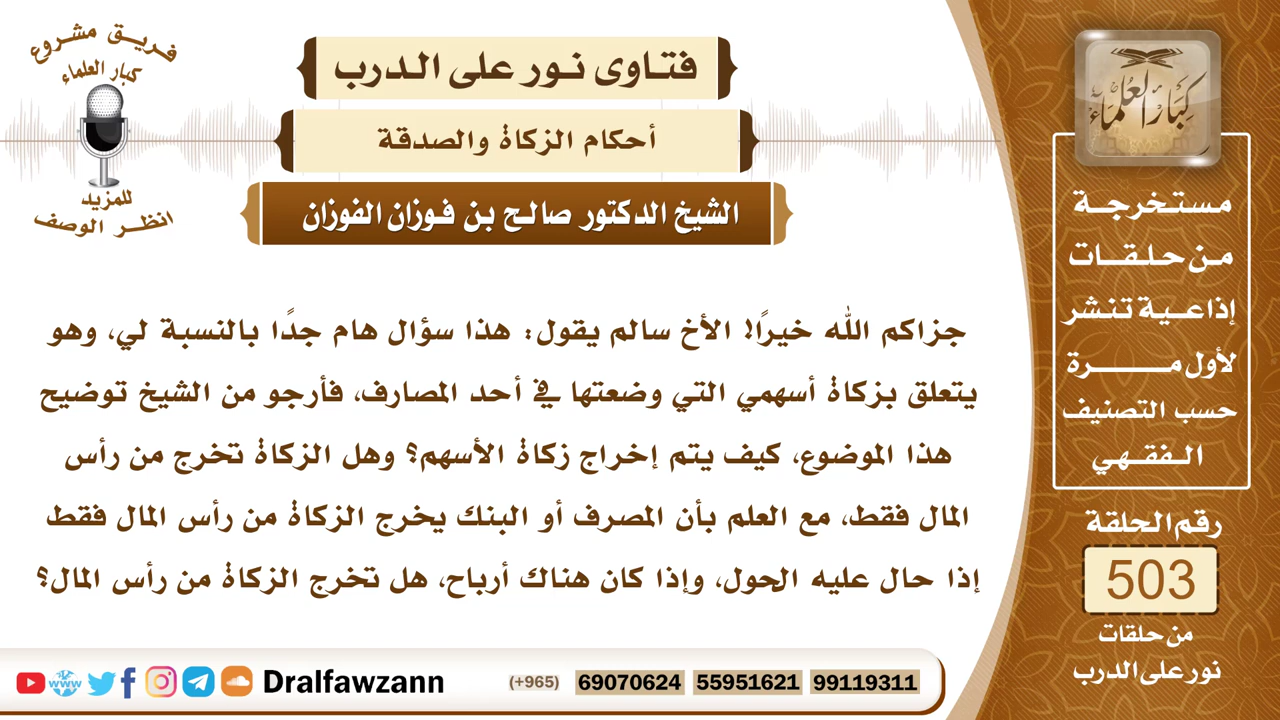 فريق مشروع
كبار العلماء
للمزيد
انظر الوصف
فتاوى نور على الدرب
أحكام الزكاة والصدقة
الشيخ الدكتور صالح بن فوزان الفوزان
جزاكم الله خيرًا! الأخ سالم يقول: هذا سؤال هام جدًا بالنسبة لي، وهو
يتعلق بزكاة أسهمي التي وضعتها في أحد المصارف، فأرجو من الشيخ توضيح
هذا الموضوع، كيف يتم إخراج زكاة الأسهم؟ وهل الزكاة تخرج من رأس
المال فقط، مع العلم بأن المصرف أو البنك يخرج الزكاة من رأس المال فقط
إذا حال عليه الحول، وإذا كان هناك أرباح، هل تخرج الزكاة من رأس المال؟
كبار العلماء
مستخرجة
من حلقات
إذاعية تنشر
لأول مرة
حسب التصنيف
الفقهي
رقم الحلقة
503
من حلقات
نور على الدرب
www
Dralfawzann
(+965) 69070624 55951621 99119311